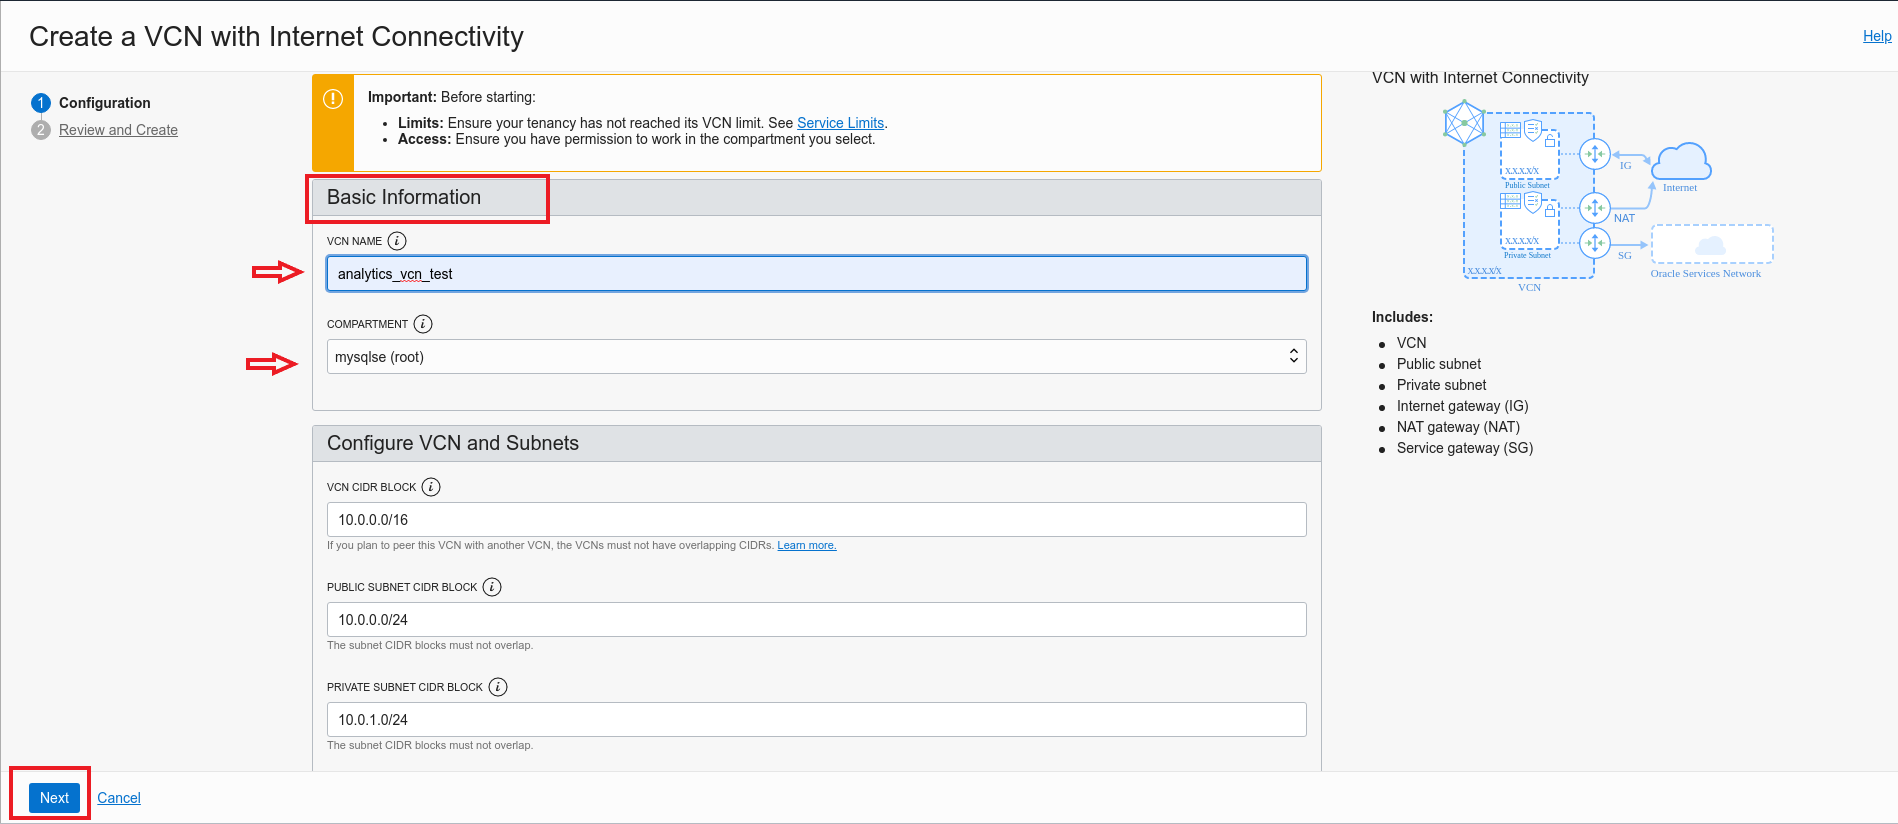 Create a VCN with Internet Connectivity
Help
1 Configuration
2 Review and Create
Important: Before starting:
• Limits: Ensure your tenancy has not reached its VCN limit. See Service Limits.
• Access: Ensure you have permission to work in the compartment you select.
Basic Information
VCN NAME i
analytics_vcn_test
COMPARTMENT i
mysqlse (root)
Configure VCN and Subnets
VCN CIDR BLOCK i
10.0.0.0/16
If you plan to peer this VCN with another VCN, the VCNs must not have overlapping CIDRs. Learn more.
PUBLIC SUBNET CIDR BLOCK i
10.0.0.0/24
The subnet CIDR blocks must not overlap.
PRIVATE SUBNET CIDR BLOCK i
10.0.1.0/24
The subnet CIDR blocks must not overlap.
Next Cancel
VCN with Internet Connectivity
X.X.X.X/X
Public Subnet
IG
Internet
NAT
X.X.X.X/X
Private Subnet
SG
X.X.X.X/X
Oracle Services Network
VCN
Includes:
• VCN
• Public subnet
• Private subnet
• Internet gateway (IG)
• NAT gateway (NAT)
• Service gateway (SG)